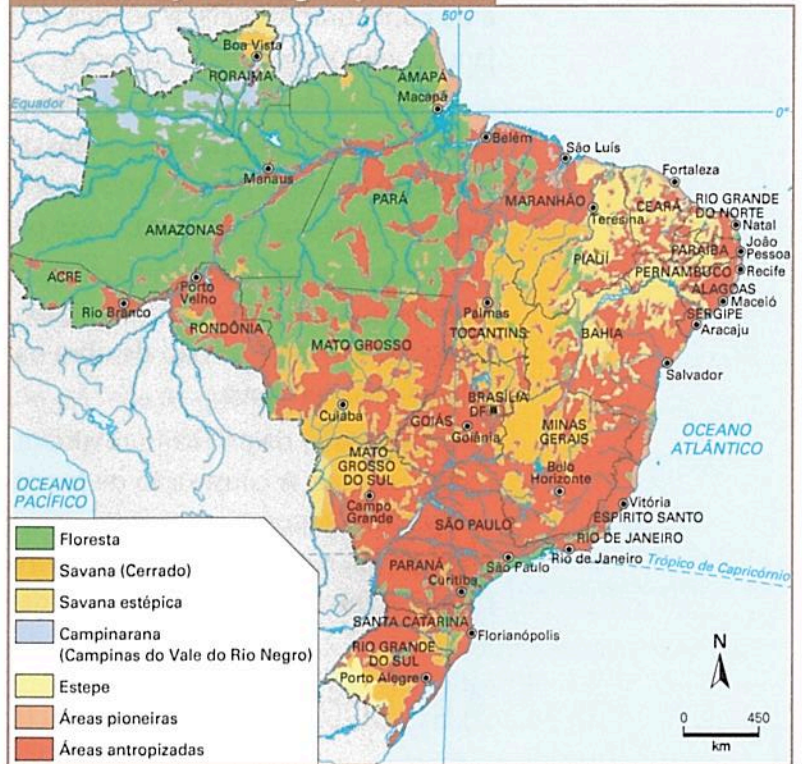 50° O
Boa Vista
RORAIMA
AMAPÁ
Macapá
Equador
0°
Belém
São Luís
Fortaleza
Manaus
PARÁ
MARANHÃO
CEARÁ
RIO GRANDE
DO NORTE
Teresina
Natal
AMAZONAS
João
Pessoa
PARAÍBA
PIAUÍ
PERNAMBUCO
Recife
ACRE
Porto
Velho
ALAGOAS
Maceió
Rio Branco
Palmas
SERGIPE
Aracaju
RONDÔNIA
TOCANTINS
BAHIA
MATO GROSSO
Salvador
BRASÍLIA
DF
Cuiabá
GOIÁS
Goiânia
MINAS
GERAIS
OCEANO
ATLÂNTICO
MATO
GROSSO
DO SUL
Belo
Horizonte
OCEANO
PACÍFICO
Campo
Grande
Vitória
ESPÍRITO SANTO
SÃO PAULO
RIO DE JANEIRO
São Paulo
Rio de Janeiro
Trópico de Capricórnio
PARANÁ
Curitiba
SANTA CATARINA
Florianópolis
RIO GRANDE
DO SUL
Porto Alegre
Floresta
Savana (Cerrado)
Savana estépica
Campinarana
(Campinas do Vale do Rio Negro)
Estepe
Áreas pioneiras
Áreas antropizadas
N
0 450
km